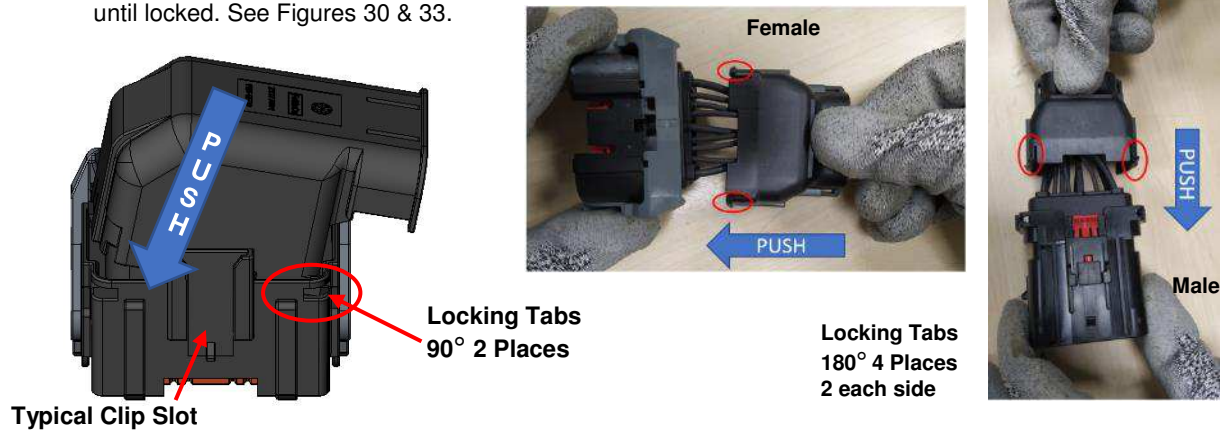 until locked. See Figures 30 & 33.
PUSH
Locking Tabs
90° 2 Places
Typical Clip Slot
Female
PUSH
Locking Tabs
180° 4 Places
2 each side
PUSH
Male